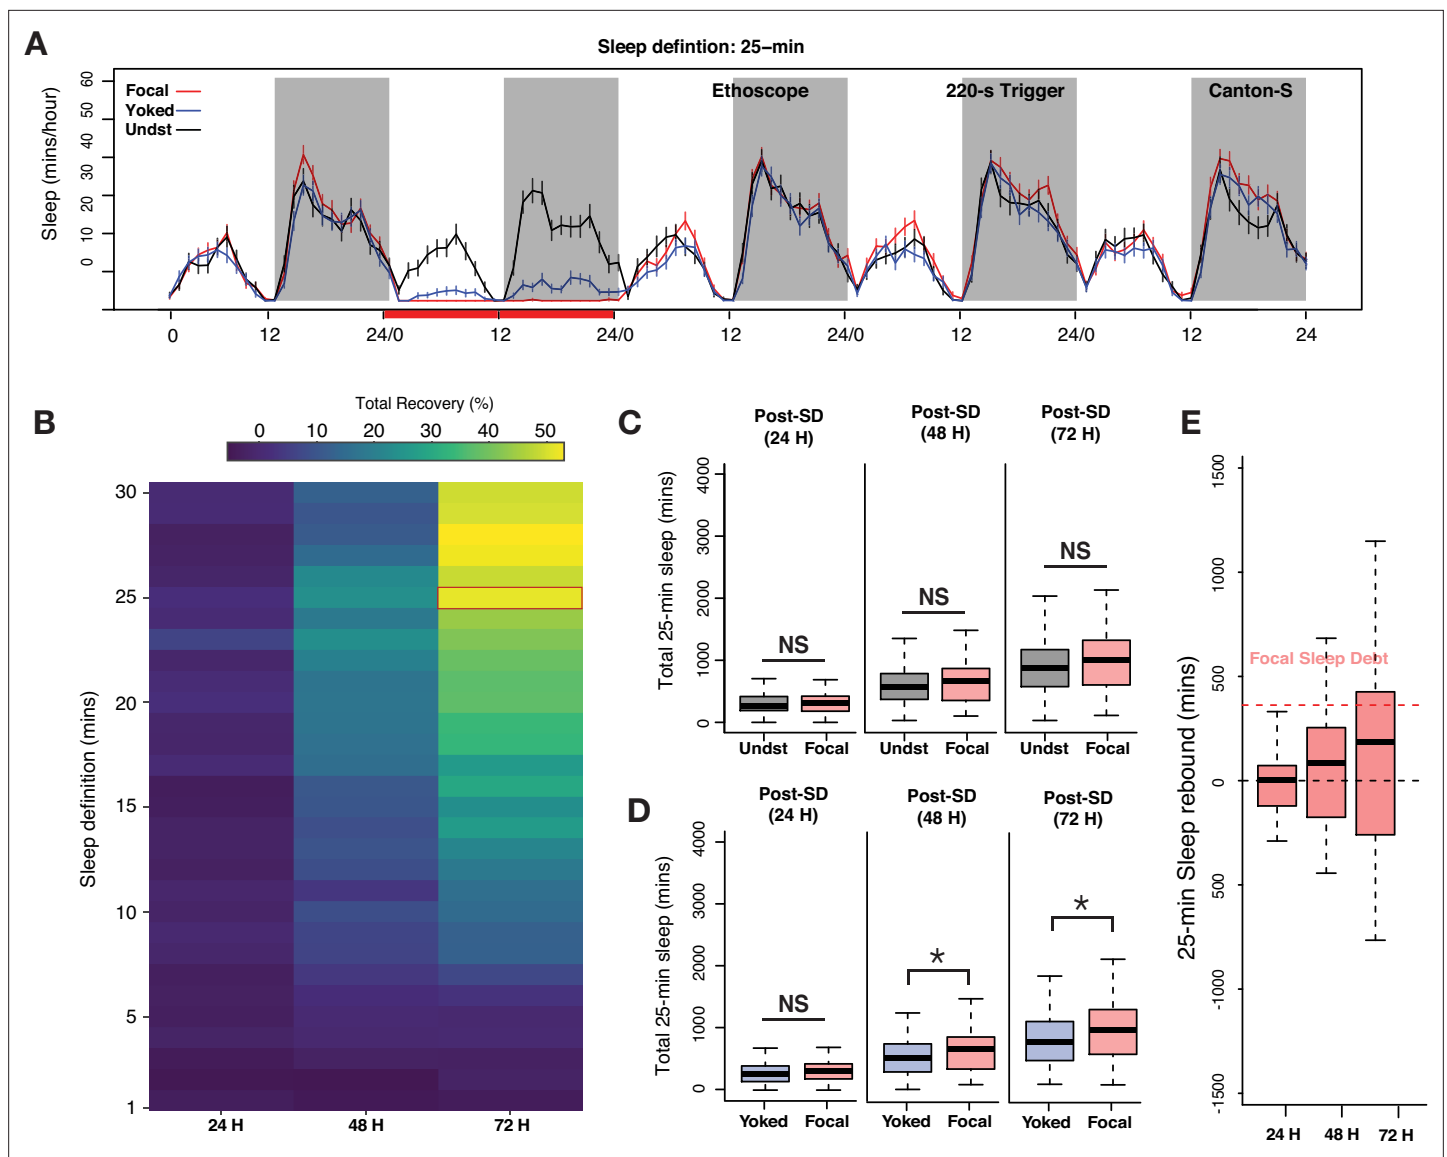 A
Sleep defintion: 25–min
Sleep (mins/hour)
60
50
40
30
20
10
0
Focal
Yoked
Undst
Ethoscope
220-s Trigger
Canton-S
0 12 24/0 12 24/0 12 24/0 12 24/0 12 24
B
Total Recovery (%)
0 10 20 30 40 50
Sleep definition (mins)
30
25
20
15
10
5
1
24 H 48 H 72 H
C
Post-SD
(24 H)
Post-SD
(48 H)
Post-SD
(72 H)
Total 25-min sleep (mins)
4000
3000
2000
1000
0
NS
NS
NS
Undst Focal Undst Focal Undst Focal
D
Post-SD
(24 H)
Post-SD
(48 H)
Post-SD
(72 H)
Total 25-min sleep (mins)
4000
3000
2000
1000
0
NS
*
*
Yoked Focal Yoked Focal Yoked Focal
E
25-min Sleep rebound (mins)
1500
1000
500
0
500
-1000
-1500
Focal Sleep Debt
24 H 48 H 72 H